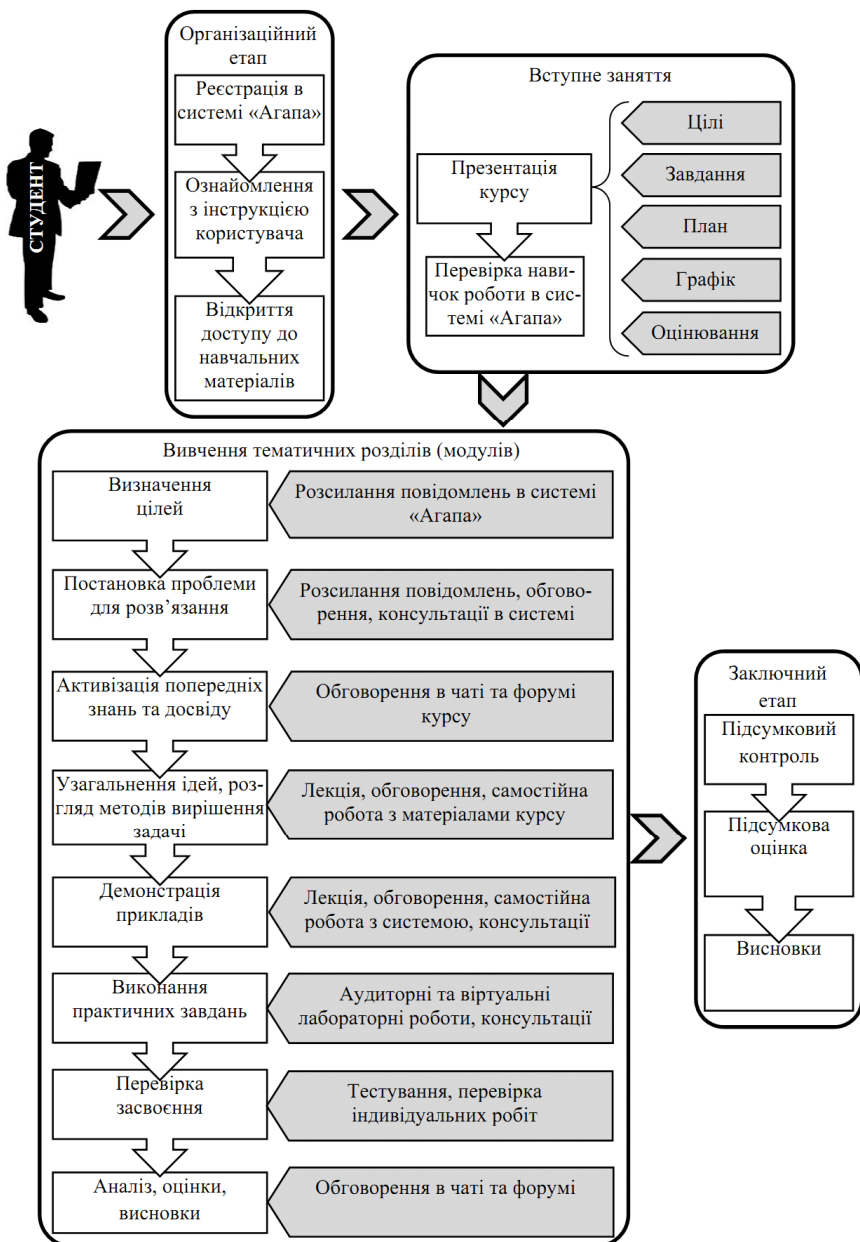 СТУДЕНТ
Організаційний
етап
Реєстрація в
системі «Агапа»
Ознайомлення
з інструкцією
користувача
Відкриття
доступу до
навчальних
матеріалів
Вступне заняття
Презентація
курсу
Перевірка нави-
чок роботи в сис-
темі «Агапа»
Цілі
Завдання
План
Графік
Оцінювання
Вивчення тематичних розділів (модулів)
Визначення
цілей
Розсилання повідомлень в системі
«Агапа»
Постановка проблеми
для розв’язання
Розсилання повідомлень, обгово-
рення, консультації в системі
Активізація попередніх
знань та досвіду
Обговорення в чаті та форумі
курсу
Узагальнення ідей, роз-
гляд методів вирішення
задачі
Лекція, обговорення, самостійна
робота з матеріалами курсу
Демонстрація
прикладів
Лекція, обговорення, самостійна
робота з системою, консультації
Виконання
практичних завдань
Аудиторні та віртуальні
лабораторні роботи, консультації
Перевірка
засвоєння
Тестування, перевірка
індивідуальних робіт
Аналіз, оцінки,
висновки
Обговорення в чаті та форумі
Заключний
етап
Підсумковий
контроль
Підсумкова
оцінка
Висновки